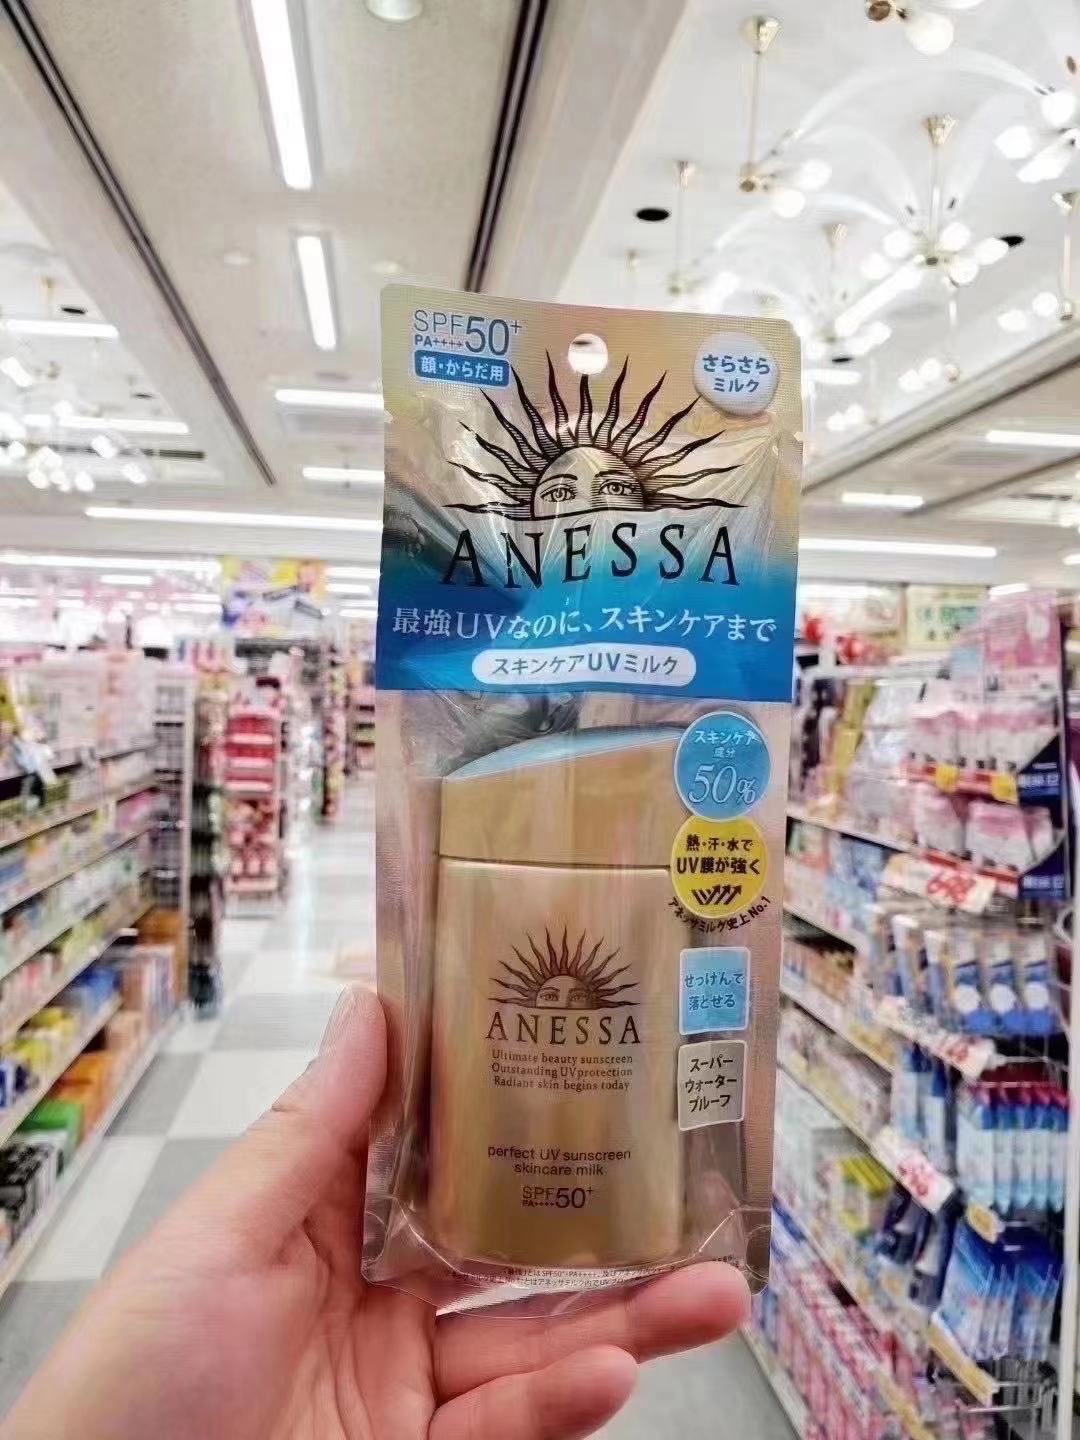 SPF50+
PA++++
顔・からだ用
さらさら
ミルク
ANESSA
最強UVなのに、スキンケアまで
スキンケアUVミルク
スキンケア
成分
50%
熱・汗・水で
UV膜が強く
アネッサミルク史上No.1
せっけんで
落とせる
スーパー
ウォーター
プルーフ
ANESSA
Ultimate beauty sunscreen
Outstanding UV protection
Radiant skin begins today
perfect UV sunscreen
skincare milk
SPF50+
PA++++
698